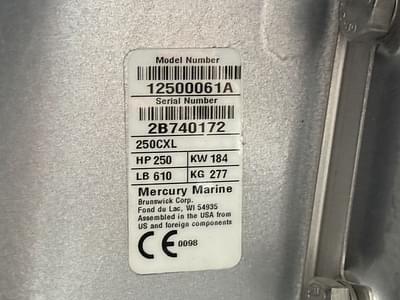 Model Number
12500061A
Serial Number
2B740172
250CXL
HP 250 KW 184
LB 610 KG 277
Mercury Marine
Brunswick Corp.
Fond du Lac, WI 54935
Assembled in the USA from
US and foreign components
CE 0098